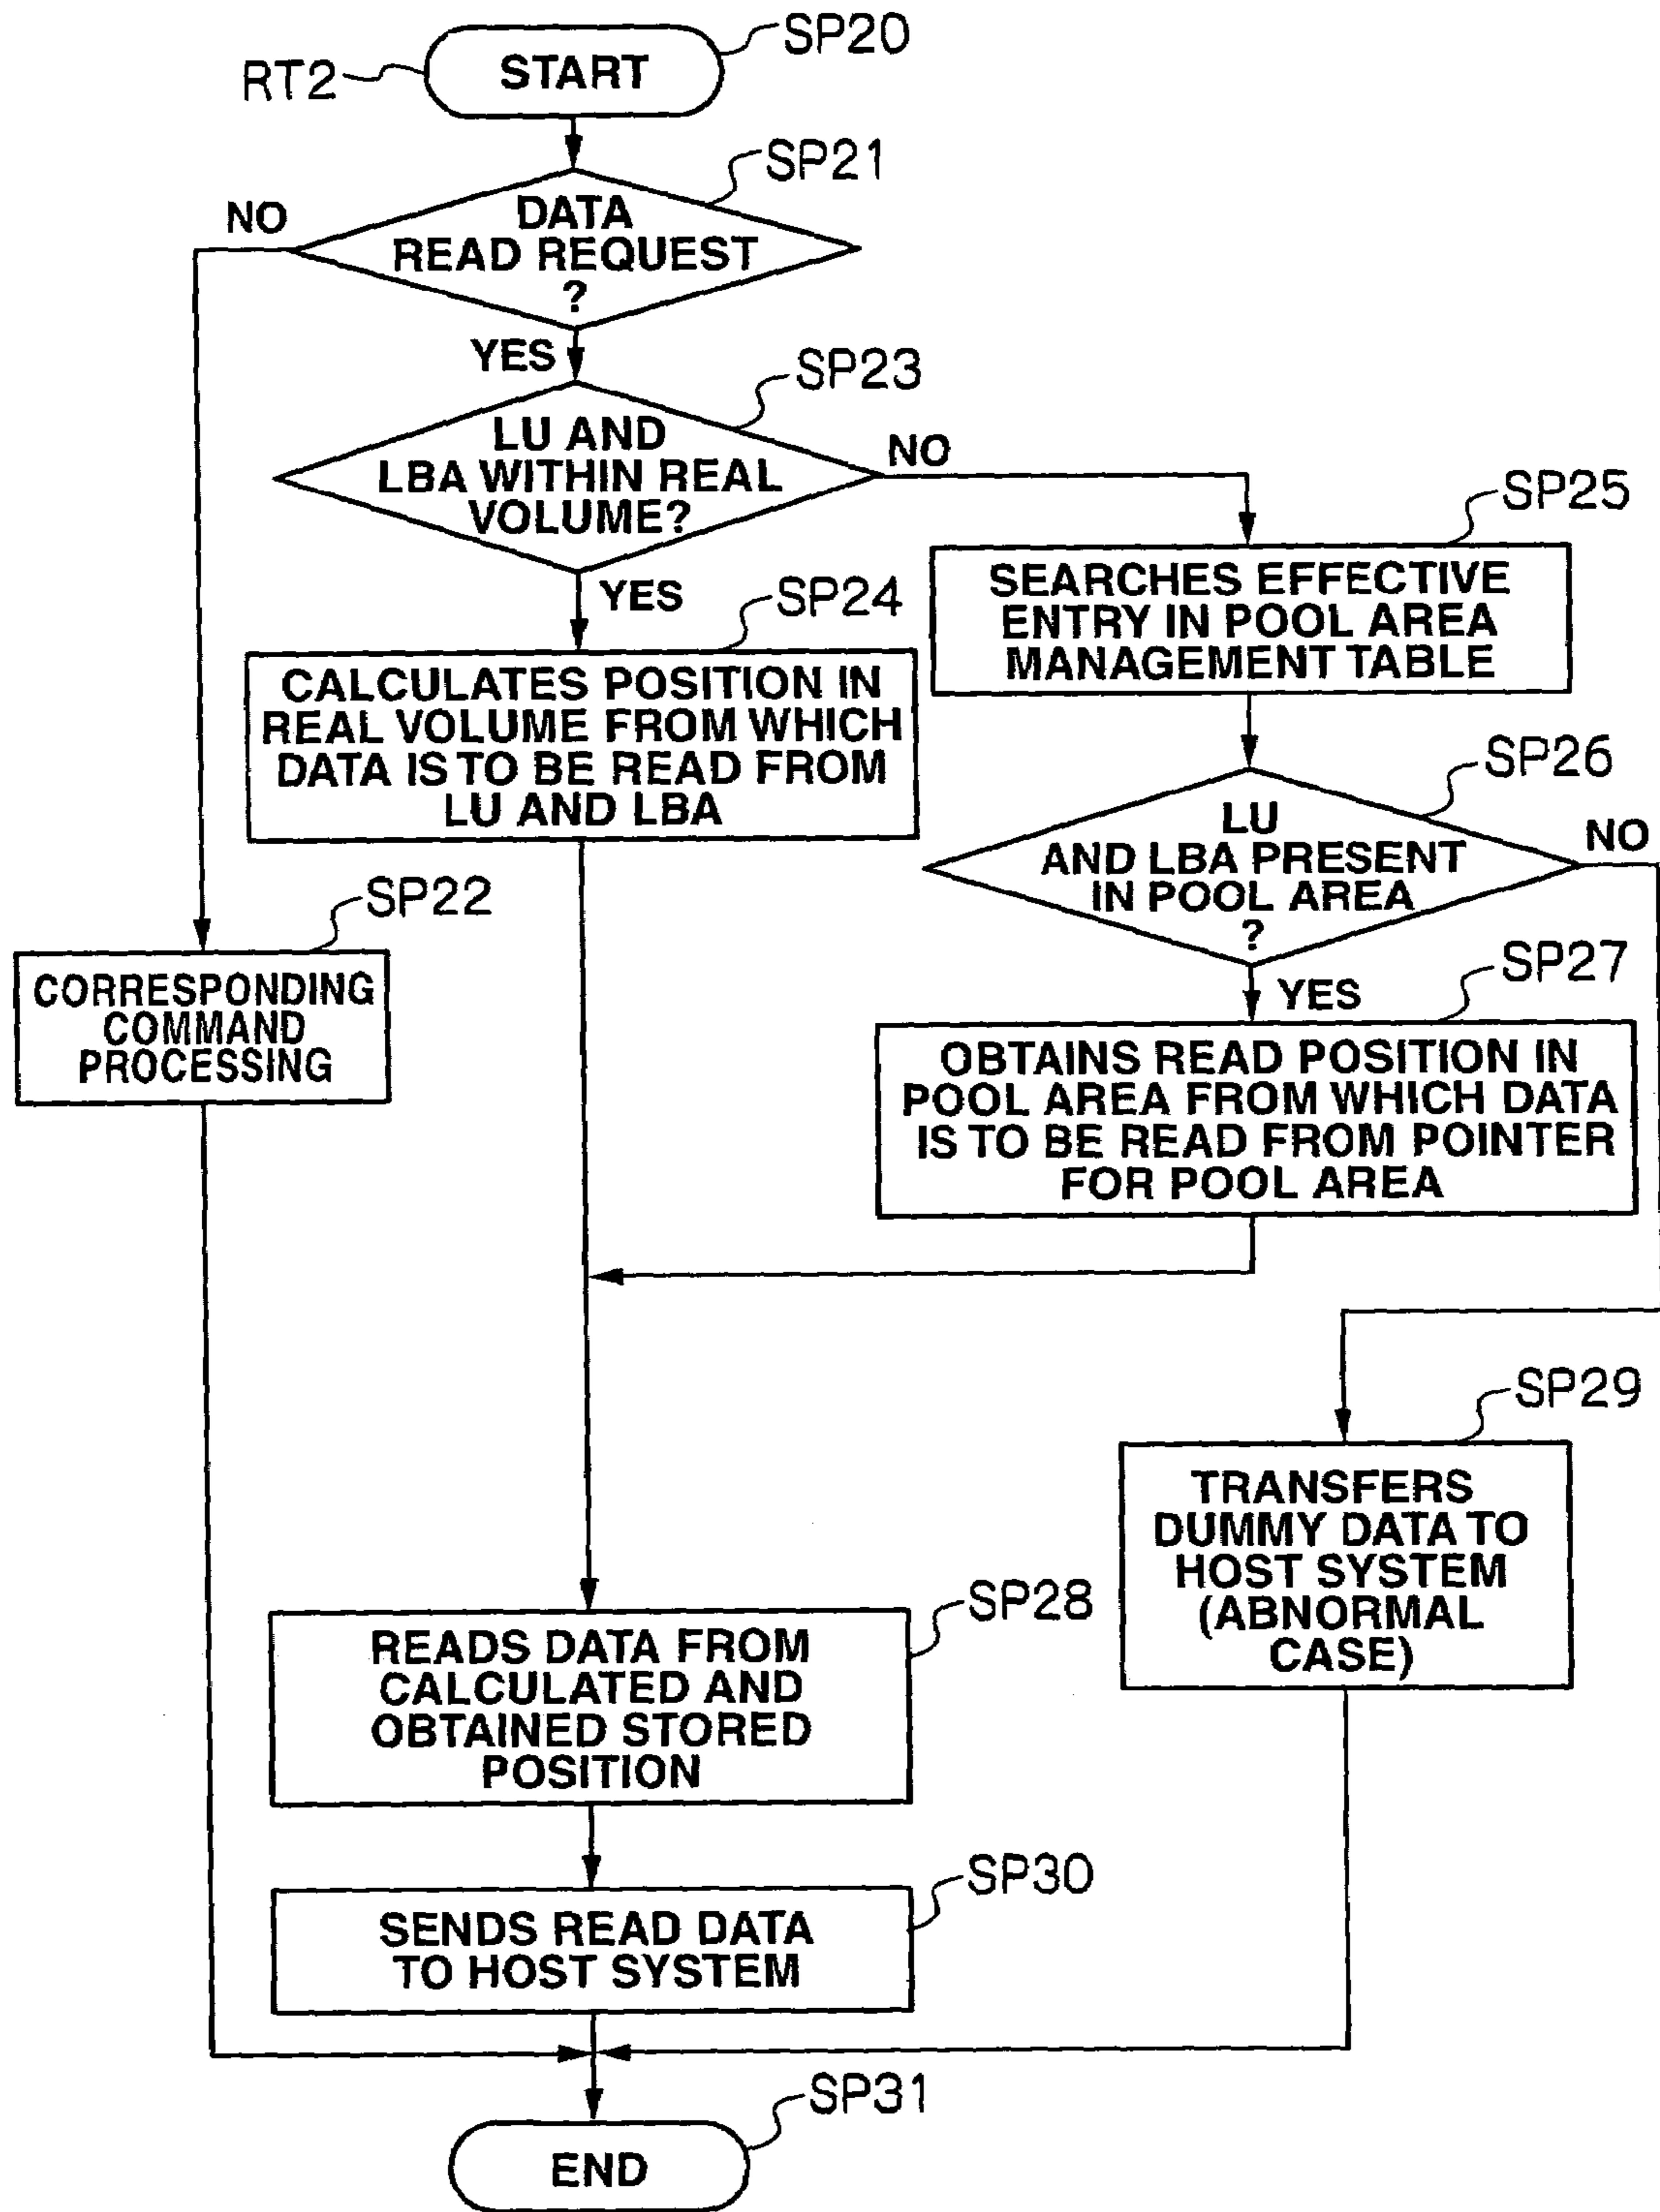 SP20
RT2
START
SP21
NO
DATA
READ REQUEST
?
YES
SP23
LU AND
LBA WITHIN REAL
VOLUME?
NO
SP25
SEARCHES EFFECTIVE
ENTRY IN POOL AREA
MANAGEMENT TABLE
YES
SP24
CALCULATES POSITION IN
REAL VOLUME FROM WHICH
DATA IS TO BE READ FROM
LU AND LBA
SP26
LU
AND LBA PRESENT
IN POOL AREA
?
NO
SP22
CORRESPONDING
COMMAND
PROCESSING
YES
SP27
OBTAINS READ POSITION IN
POOL AREA FROM WHICH DATA
IS TO BE READ FROM POINTER
FOR POOL AREA
SP29
TRANSFERS
DUMMY DATA TO
HOST SYSTEM
(ABNORMAL
CASE)
SP28
READS DATA FROM
CALCULATED AND
OBTAINED STORED
POSITION
SP30
SENDS READ DATA
TO HOST SYSTEM
SP31
END